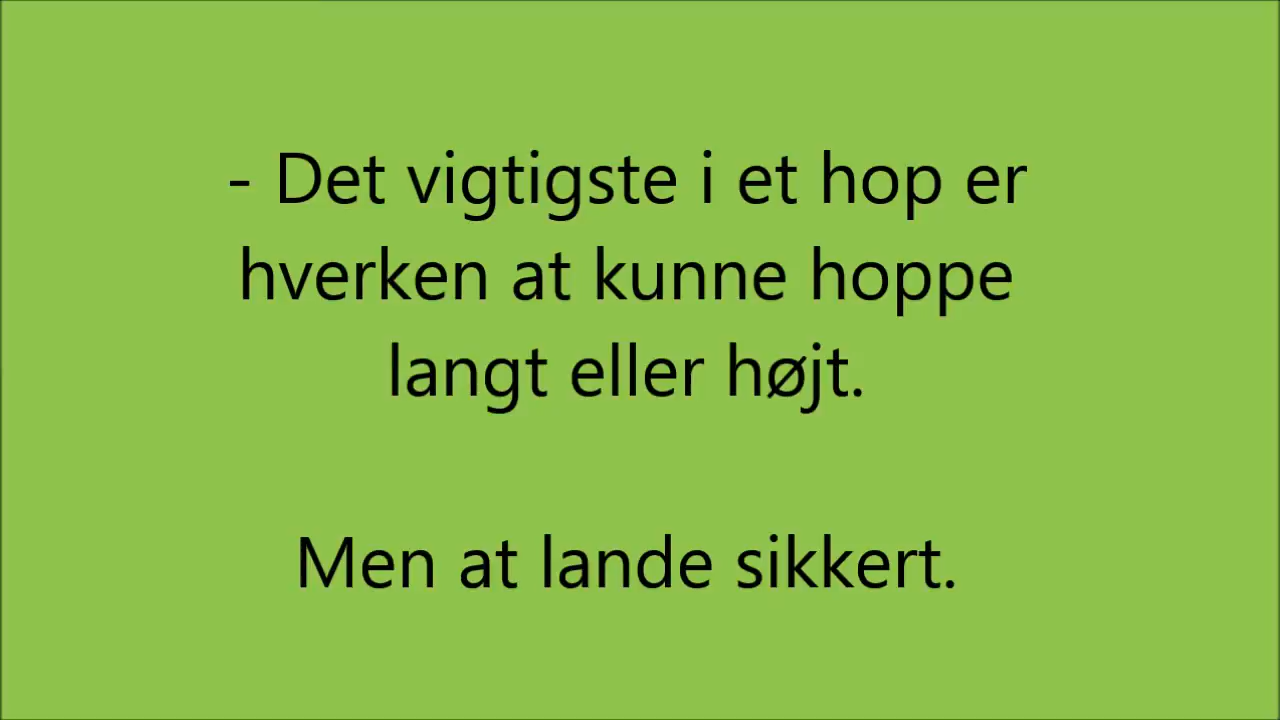 - Det vigtigste i et hop er
hverken at kunne hoppe
langt eller højt.
Men at lande sikkert.